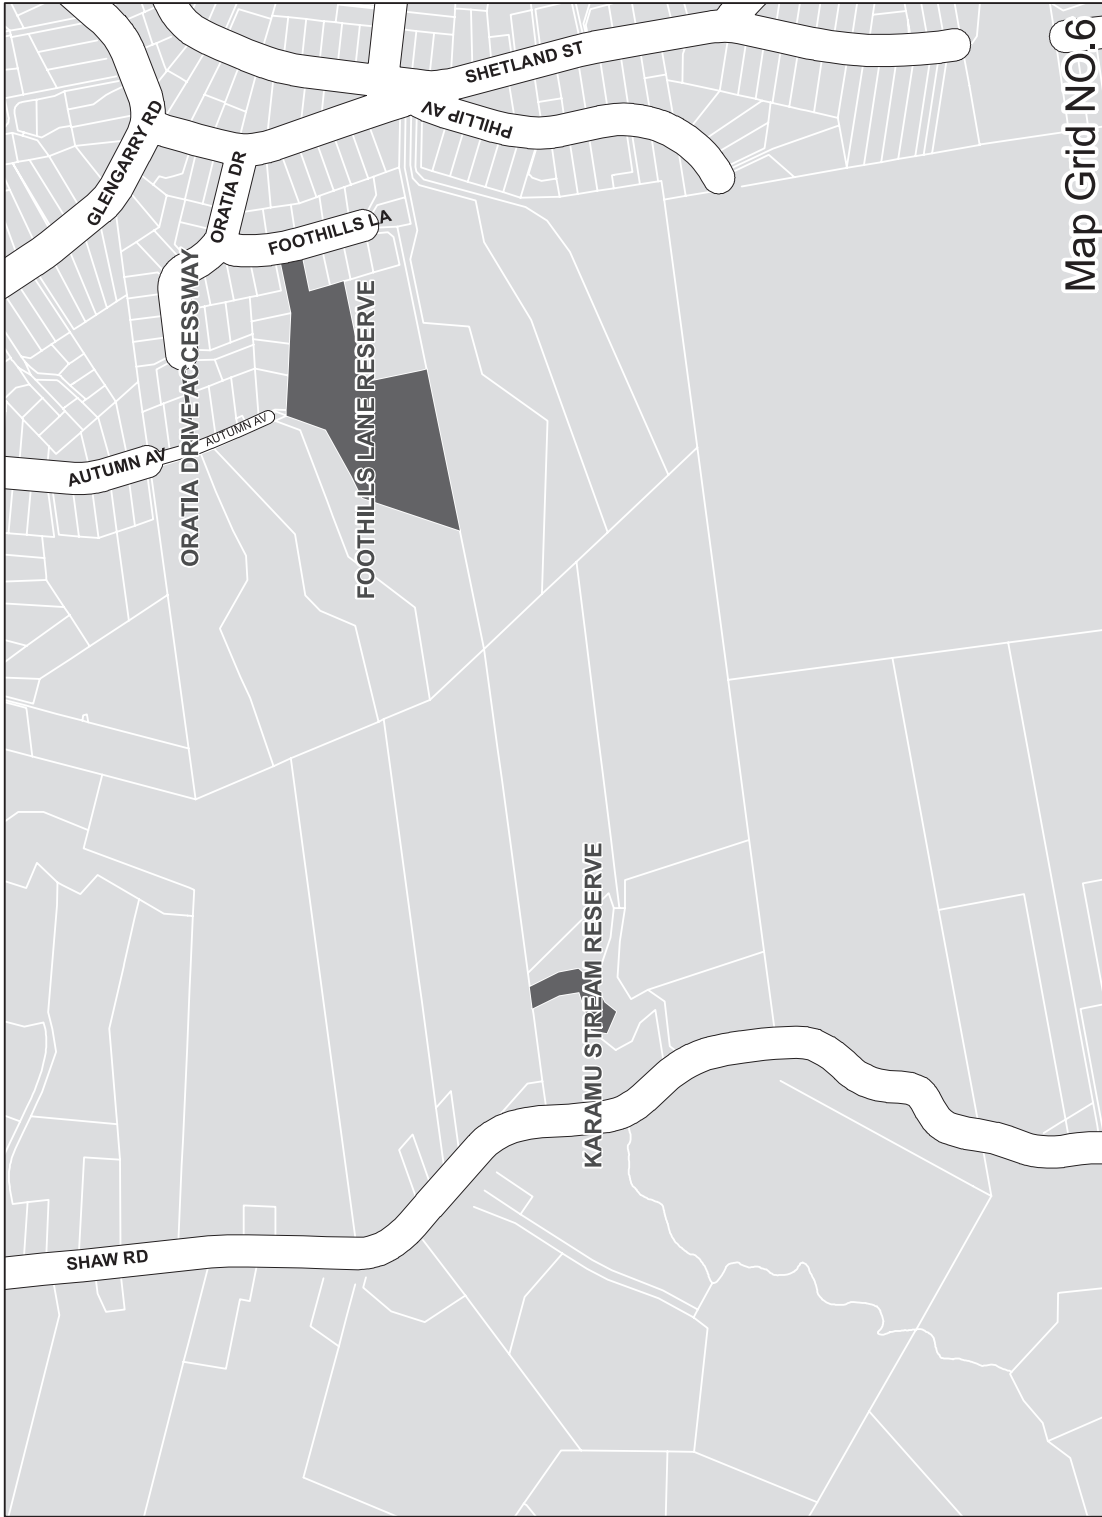 SHETLAND ST
PHILLIP AV
GLENGARRY RD
ORATIA DR
FOOTHILLS LA
ORATIA DRIVE ACCESSWAY
FOOTHILLS LANE RESERVE
AUTUMN AV
AUTUMN AV
KARAMU STREAM RESERVE
SHAW RD
Map Grid NO.6